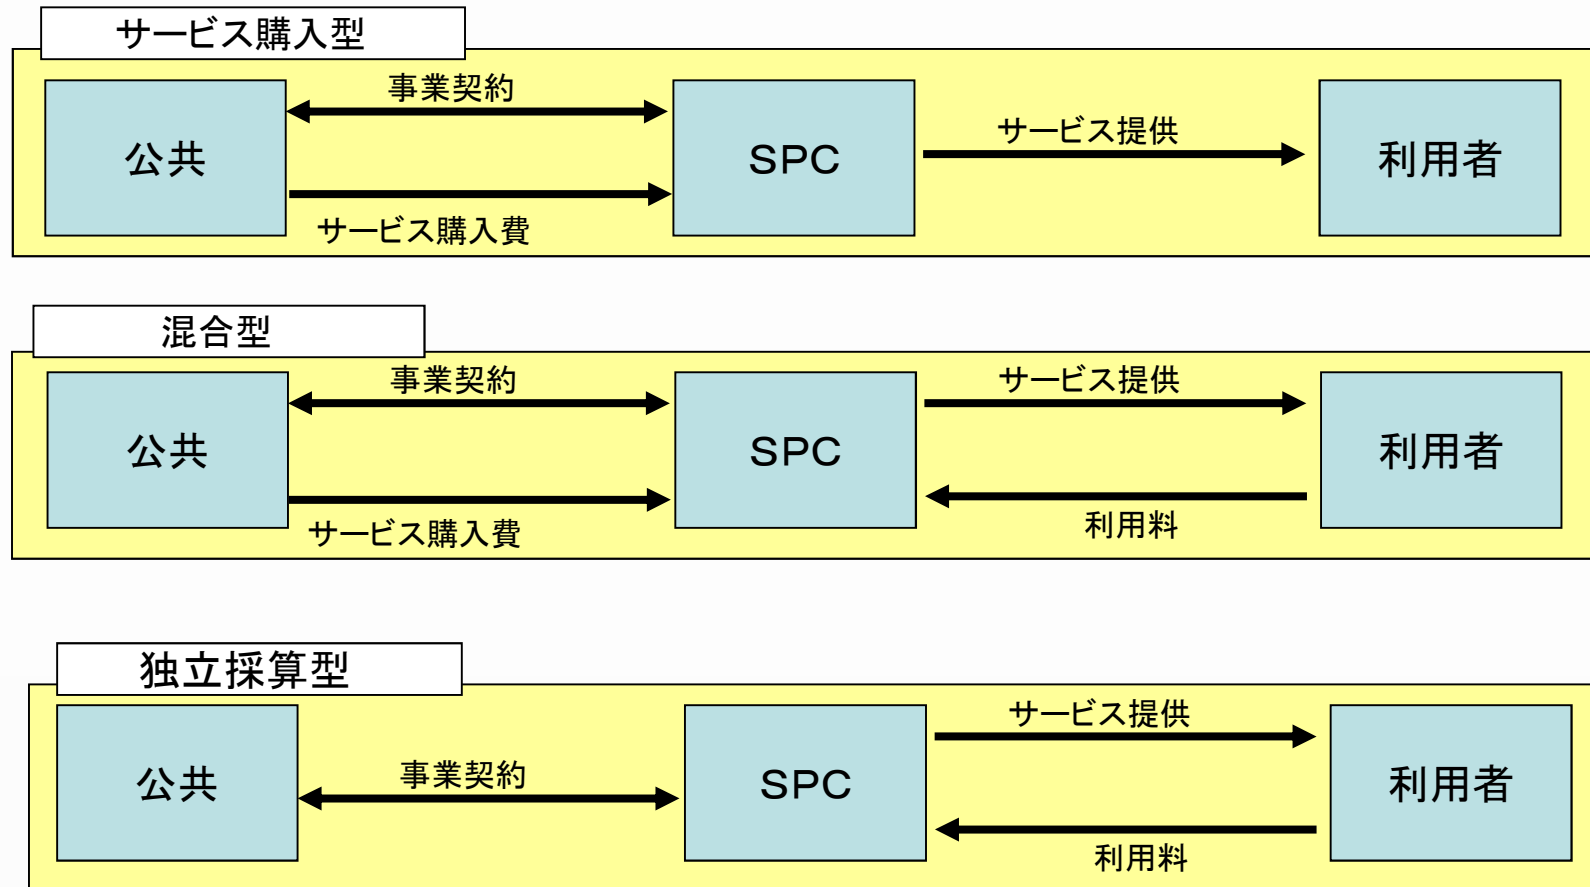 サービス購入型
事業契約
公共
SPC
サービス提供
利用者
サービス購入費
混合型
事業契約
サービス提供
公共
SPC
利用者
サービス購入費
利用料
独立採算型
サービス提供
公共
事業契約
SPC
利用者
利用料